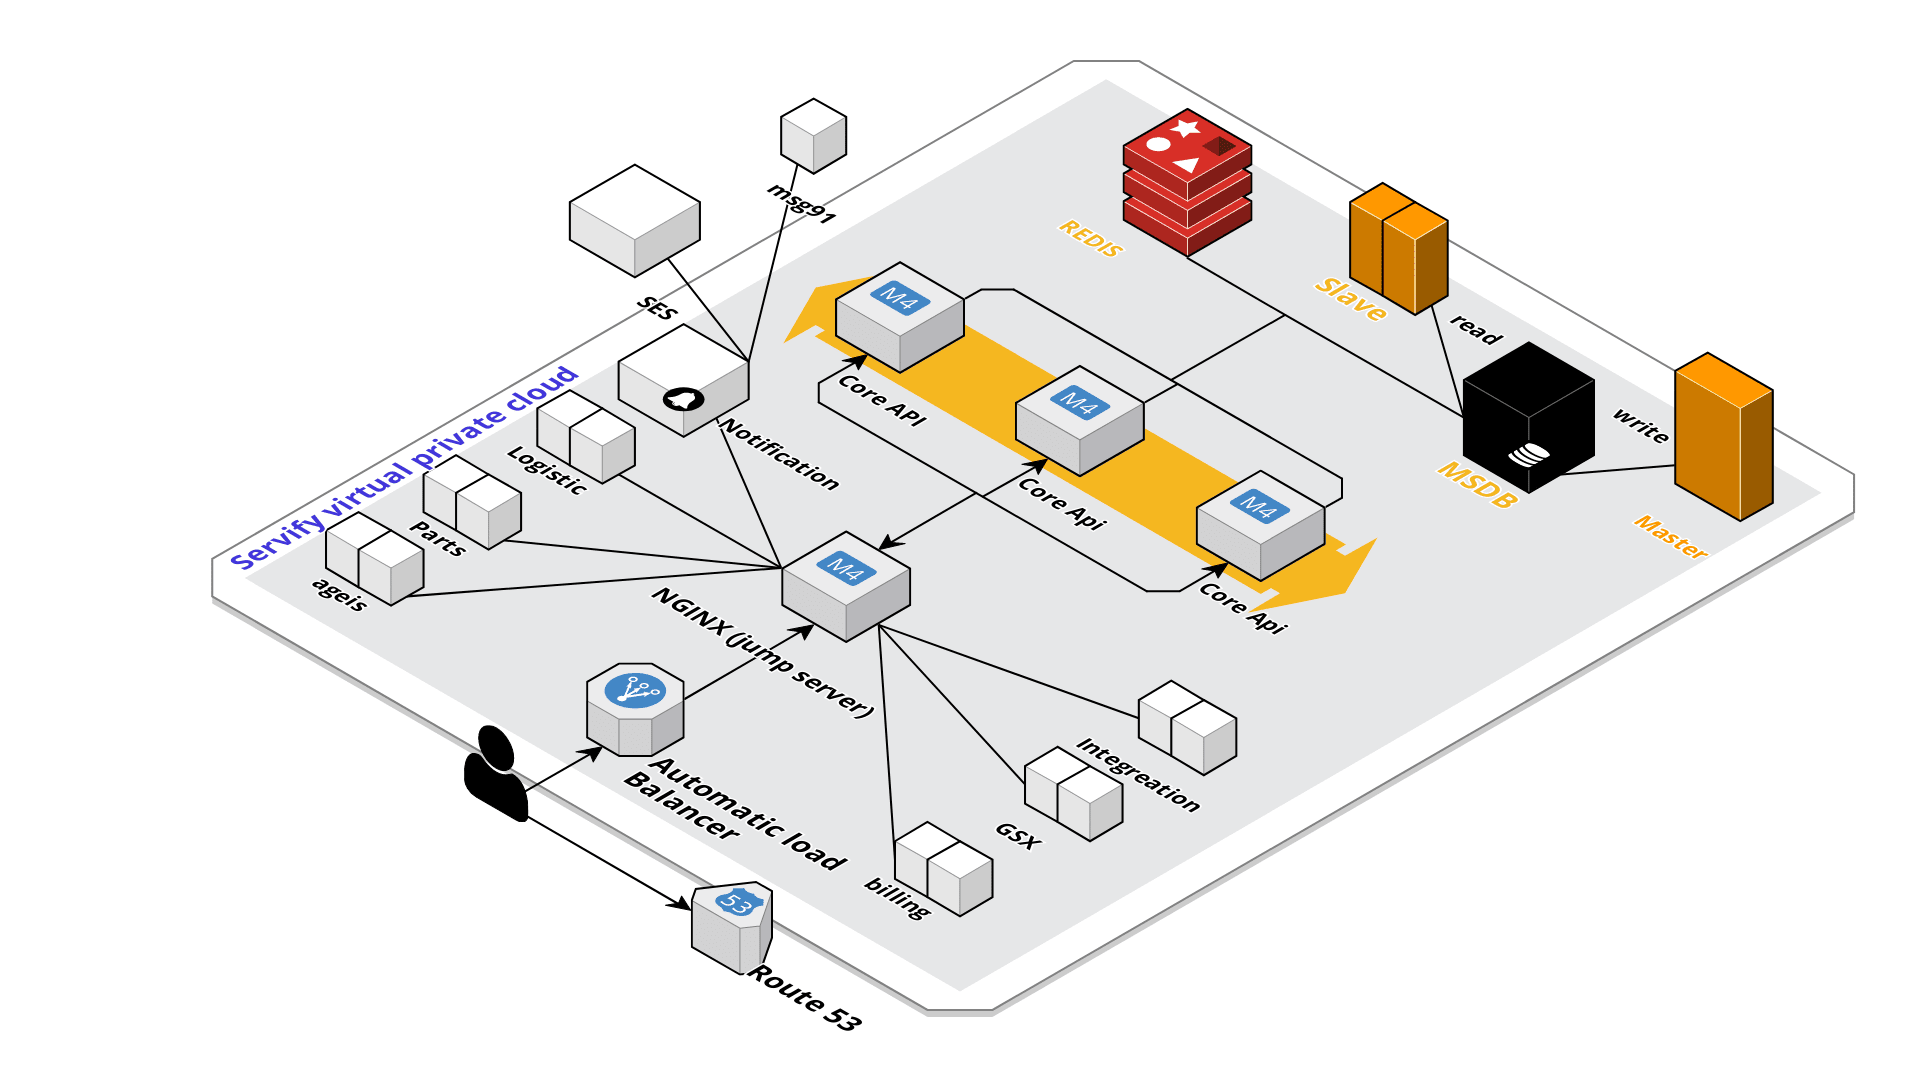 msg91
SES
REDIS
Slave
read
write
MSDB
Master
M4
Core API
M4
Core Api
M4
Core Api
Servify virtual private cloud
Notification
Logistic
Parts
ageis
M4
NGINX (jump server)
Automatic load
Balancer
53
Route 53
Integreation
GSX
billing